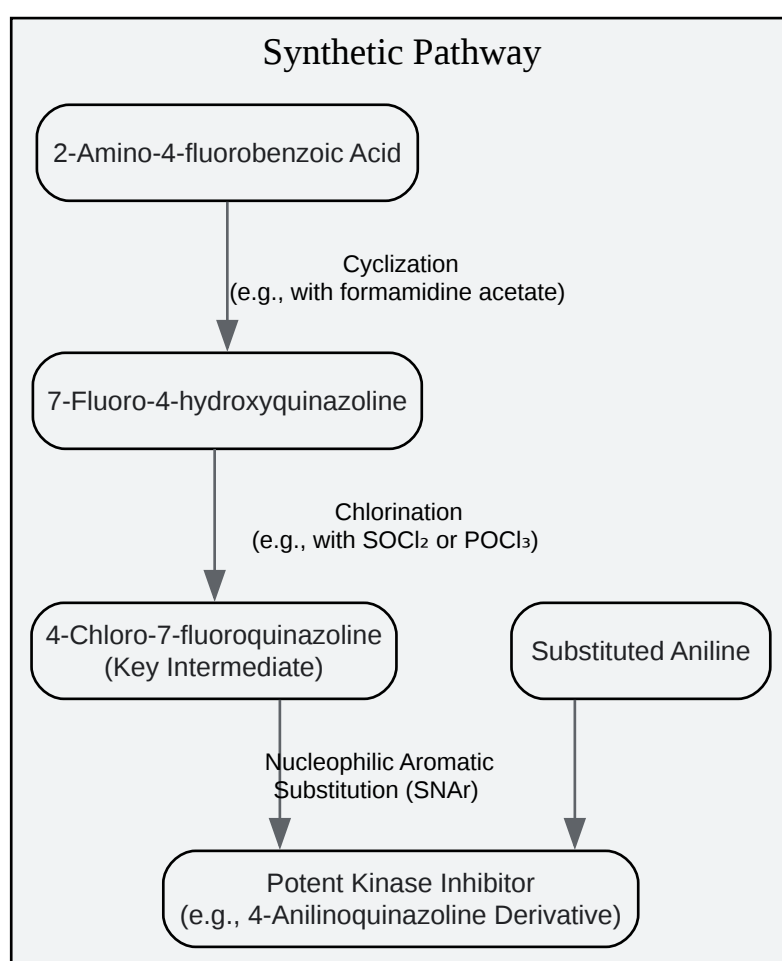 Synthetic Pathway
2-Amino-4-fluorobenzoic Acid
Cyclization
(e.g., with formamidine acetate)
7-Fluoro-4-hydroxyquinazoline
Chlorination
(e.g., with SOCl₂ or POCl₃)
4-Chloro-7-fluoroquinazoline
(Key Intermediate)
Substituted Aniline
Nucleophilic Aromatic
Substitution (SNAr)
Potent Kinase Inhibitor
(e.g., 4-Anilinoquinazoline Derivative)